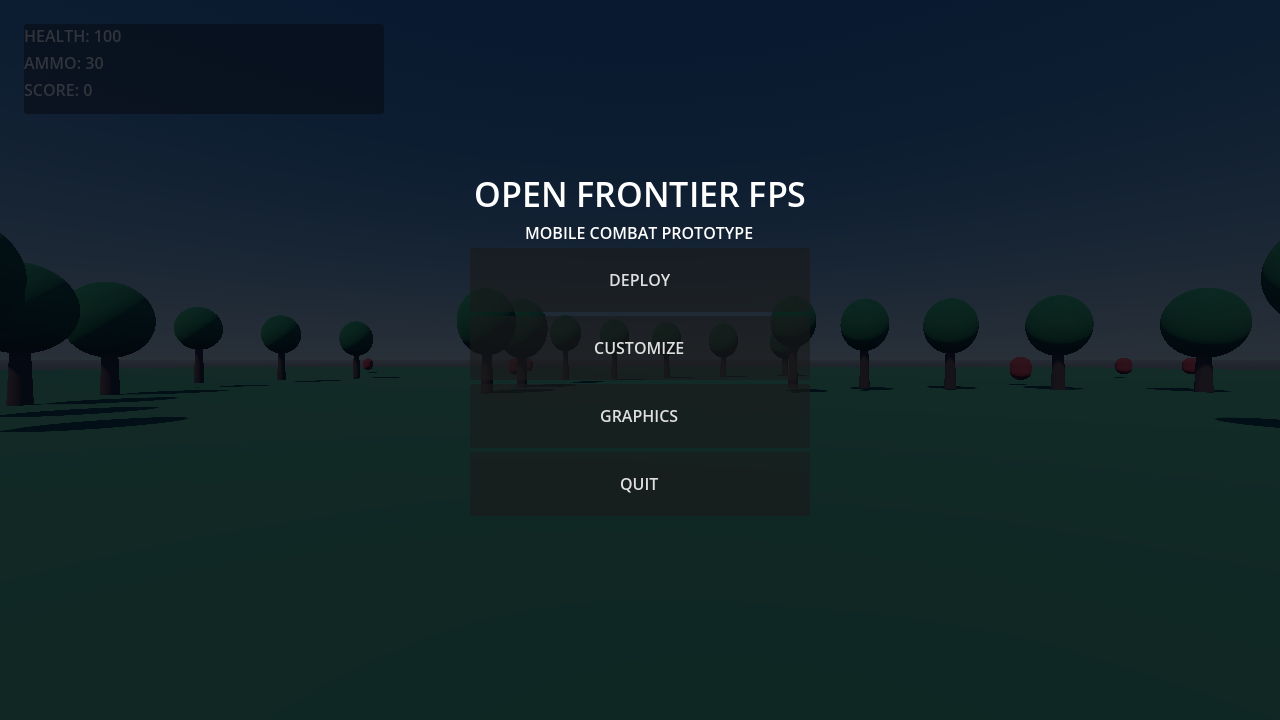 HEALTH: 100
AMMO: 30
SCORE: 0
OPEN FRONTIER FPS
MOBILE COMBAT PROTOTYPE
DEPLOY
CUSTOMIZE
GRAPHICS
QUIT